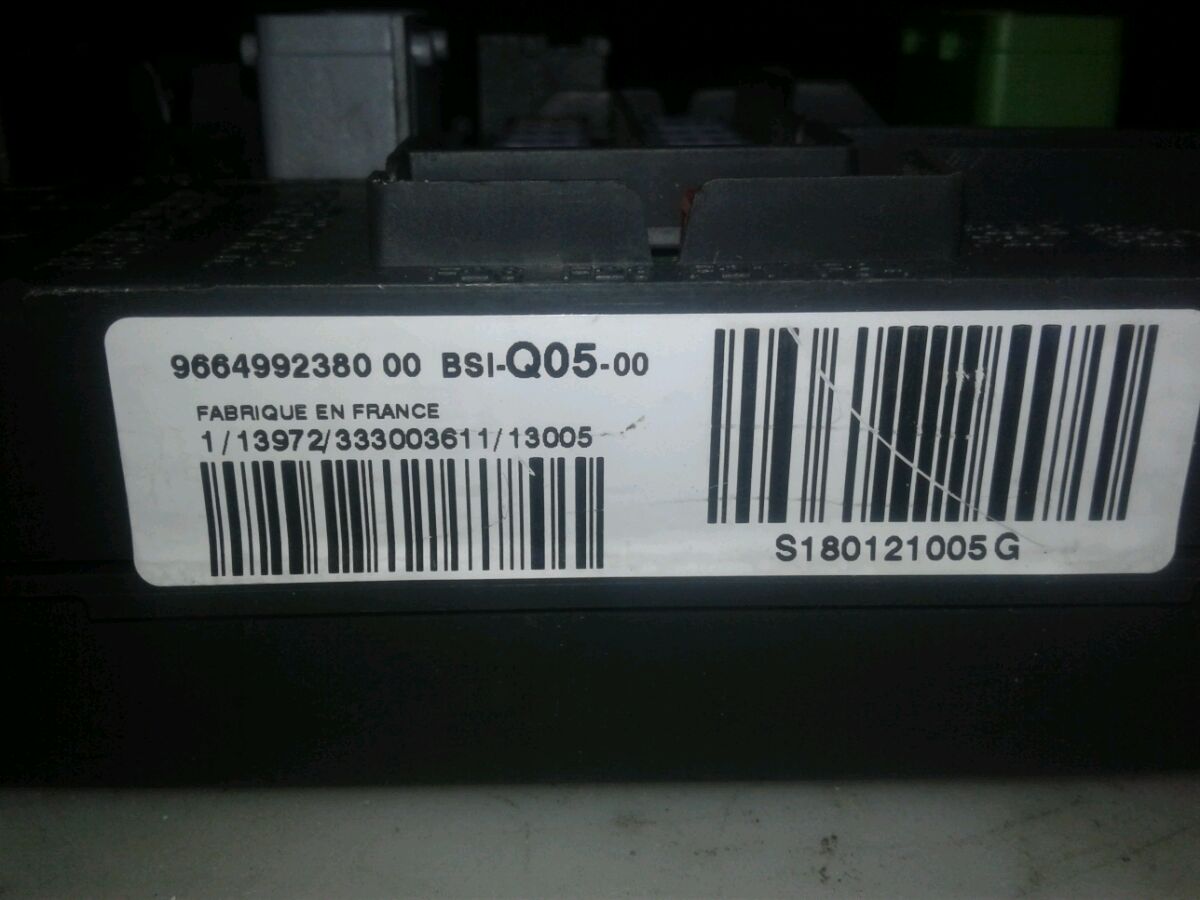 9664992380 00 BSI-Q05-00
FABRIQUE EN FRANCE
1/13972/333003611/13005
S180121005G